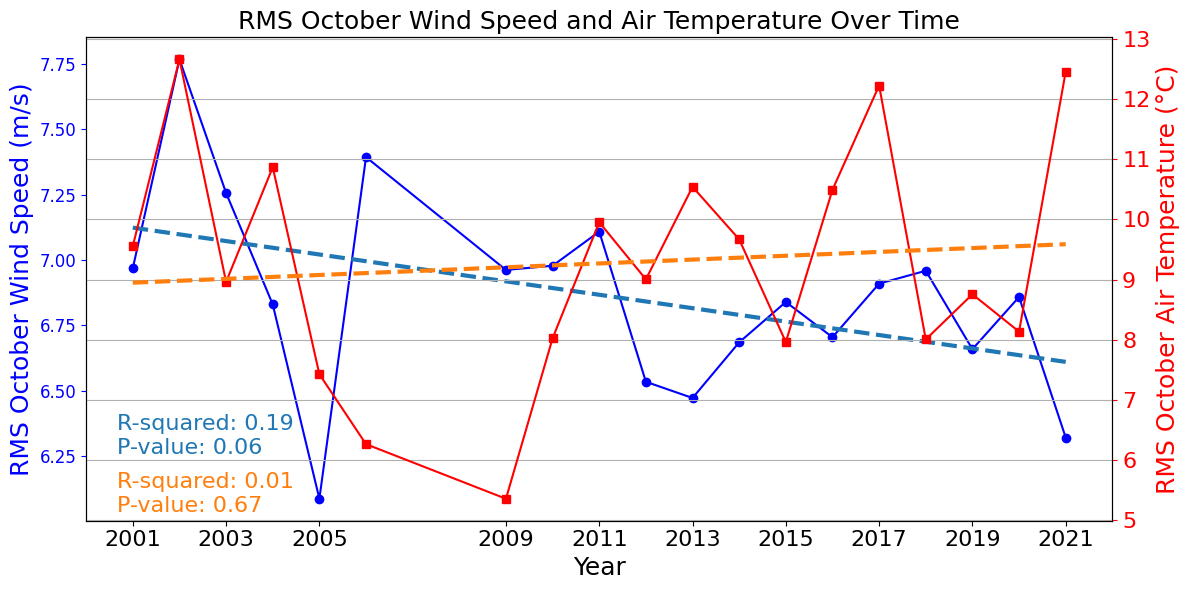 RMS October Wind Speed and Air Temperature Over Time
RMS October Wind Speed (m/s)
7.75
7.50
7.25
7.00
6.75
6.50
6.25
R-squared: 0.19
P-value: 0.06
R-squared: 0.01
P-value: 0.67
13
12
11
10
9
8
7
6
5
RMS October Air Temperature (°C)
2001 2003 2005 2009 2011 2013 2015 2017 2019 2021
Year